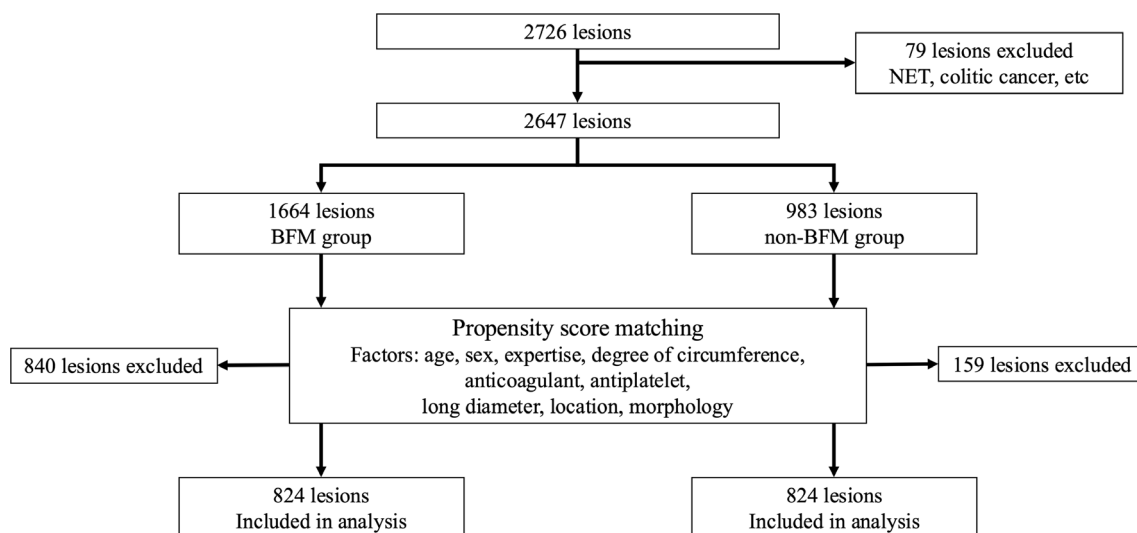 2726 lesions
79 lesions excluded
NET, colitic cancer, etc
2647 lesions
1664 lesions
BFM group
983 lesions
non-BFM group
Propensity score matching
Factors: age, sex, expertise, degree of circumference,
anticoagulant, antiplatelet,
long diameter, location, morphology
840 lesions excluded
159 lesions excluded
824 lesions
Included in analysis
824 lesions
Included in analysis